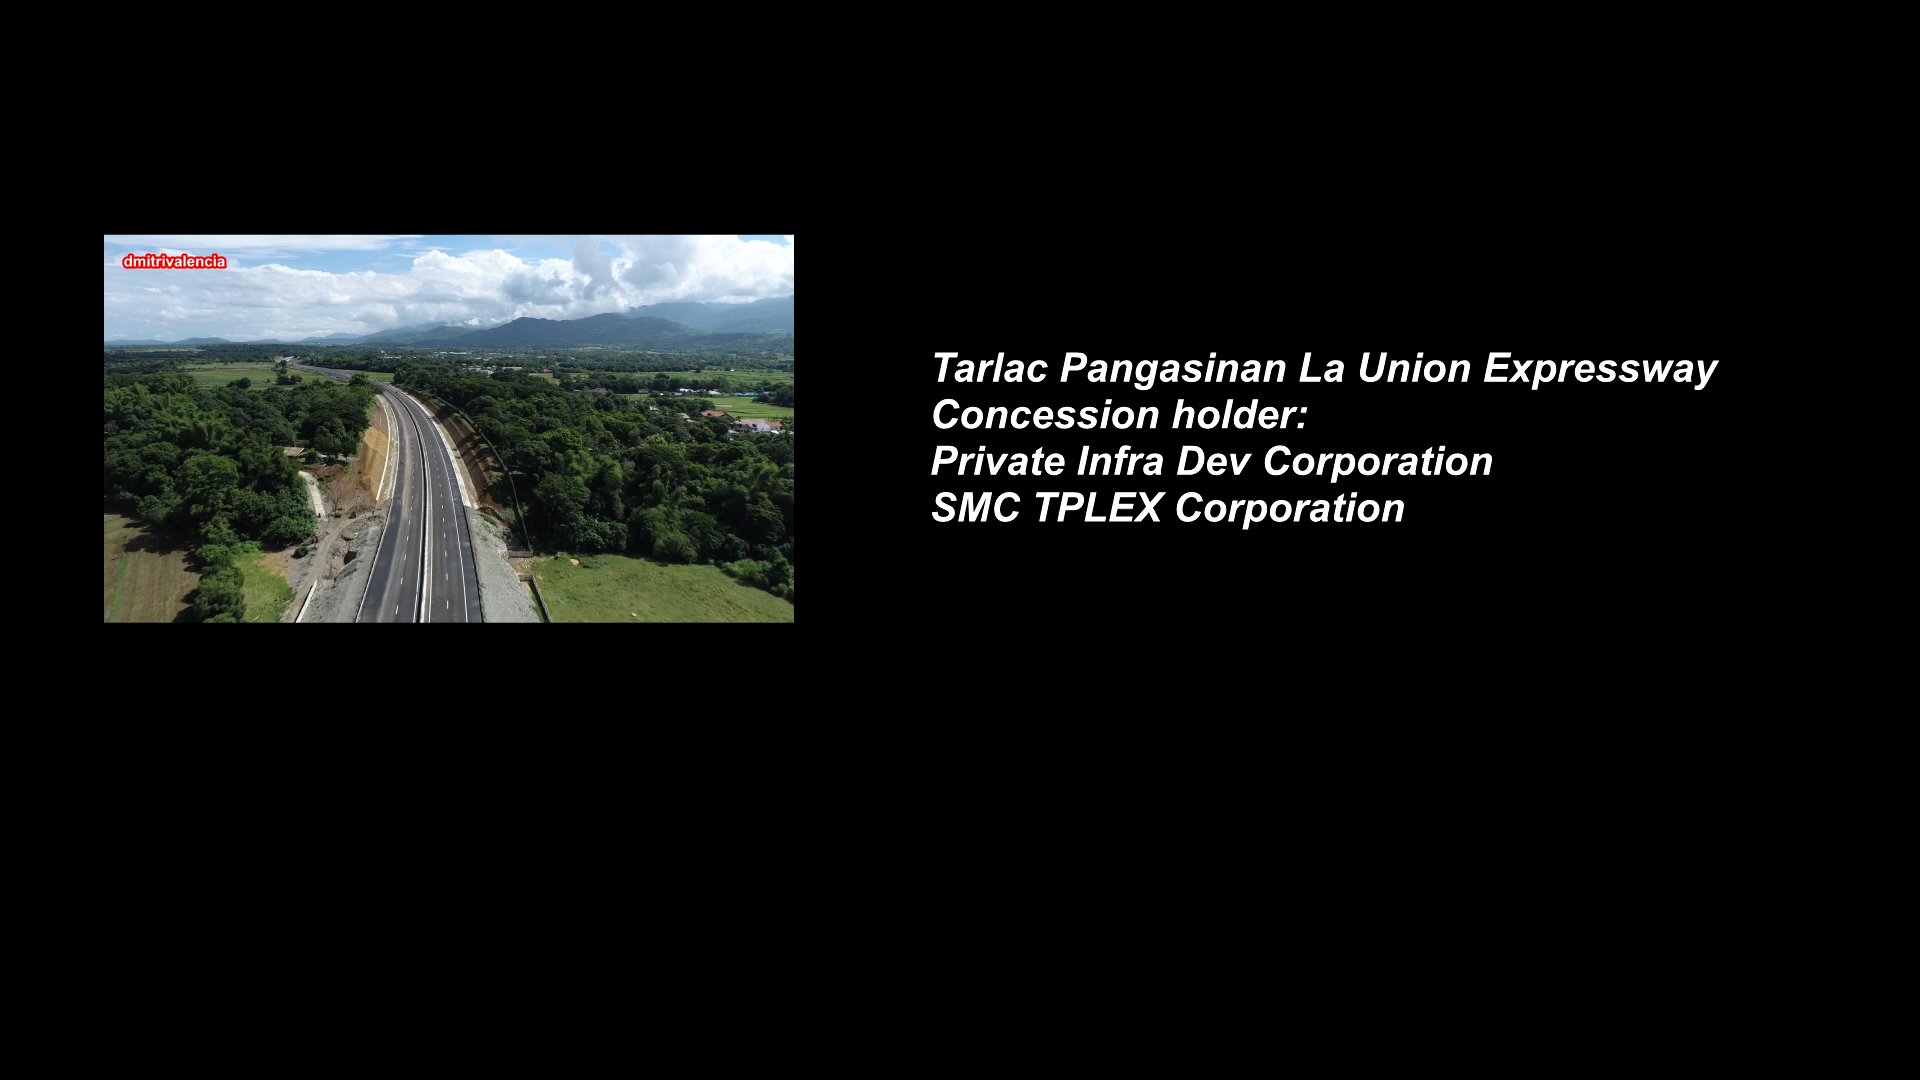 dmitrivalencia
Tarlac Pangasinan La Union Expressway
Concession holder:
Private Infra Dev Corporation
SMC TPLEX Corporation